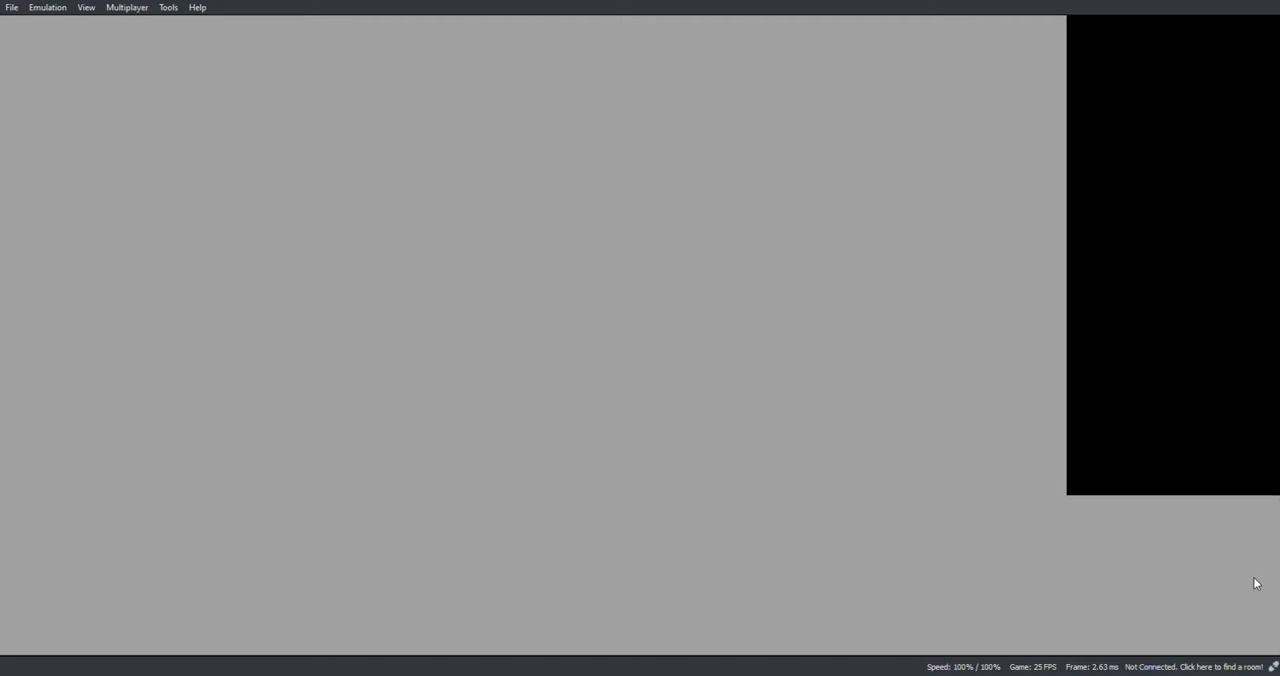 File Emulation View Multiplayer Tools Help
Speed: 100% / 100% Game: 25 FPS Frame: 2.63 ms Not Connected. Click here to find a room!